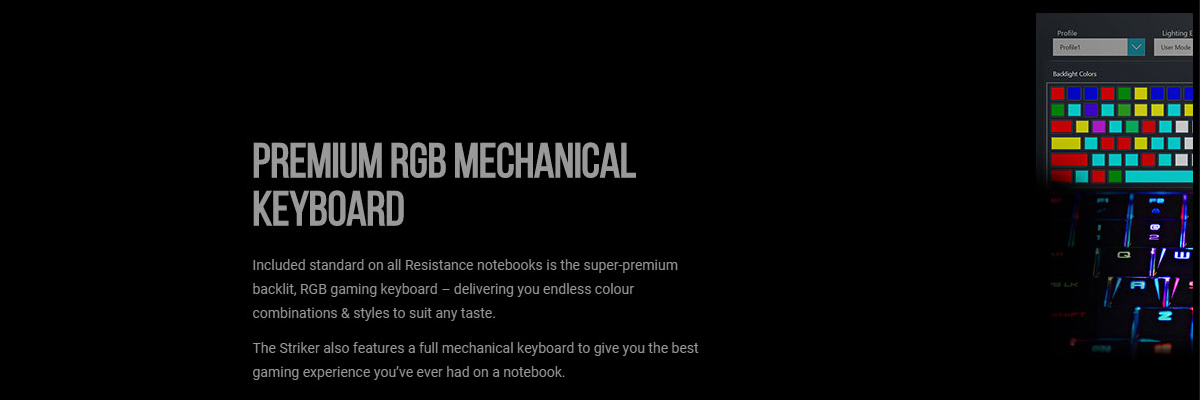 PREMIUM RGB MECHANICAL
KEYBOARD
Included standard on all Resistance notebooks is the super-premium
backlit, RGB gaming keyboard – delivering you endless colour
combinations & styles to suit any taste.
The Striker also features a full mechanical keyboard to give you the best
gaming experience you’ve ever had on a notebook.
Profile
Lighting E
Profile1
User Mode
Backlight Colors
Q
W
A
Z